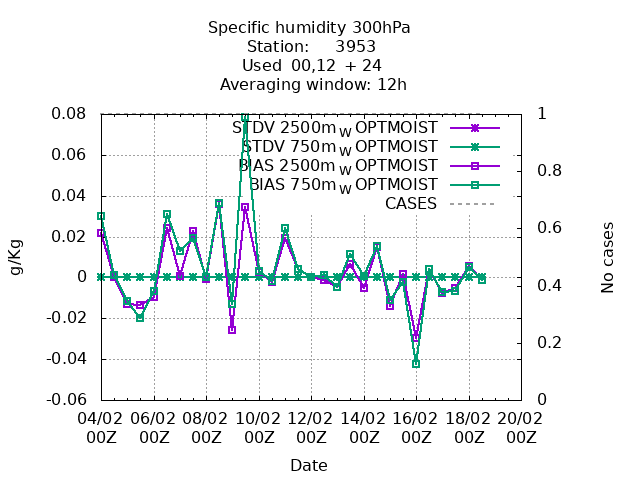 Specific humidity 300hPa
Station: 3953
Used 00,12 + 24
Averaging window: 12h
0.08
0.06
0.04
0.02
0
-0.02
-0.04
-0.06
g/Kg
1
0.8
0.6
0.4
0.2
0
No cases
STDV 2500m_W OPTMOIST
STDV 750m_W OPTMOIST
BIAS 2500m_W OPTMOIST
BIAS 750m_W OPTMOIST
CASES
04/02 06/02 08/02 10/02 12/02 14/02 16/02 18/02 20/02
00Z 00Z 00Z 00Z 00Z 00Z 00Z 00Z 00Z
Date